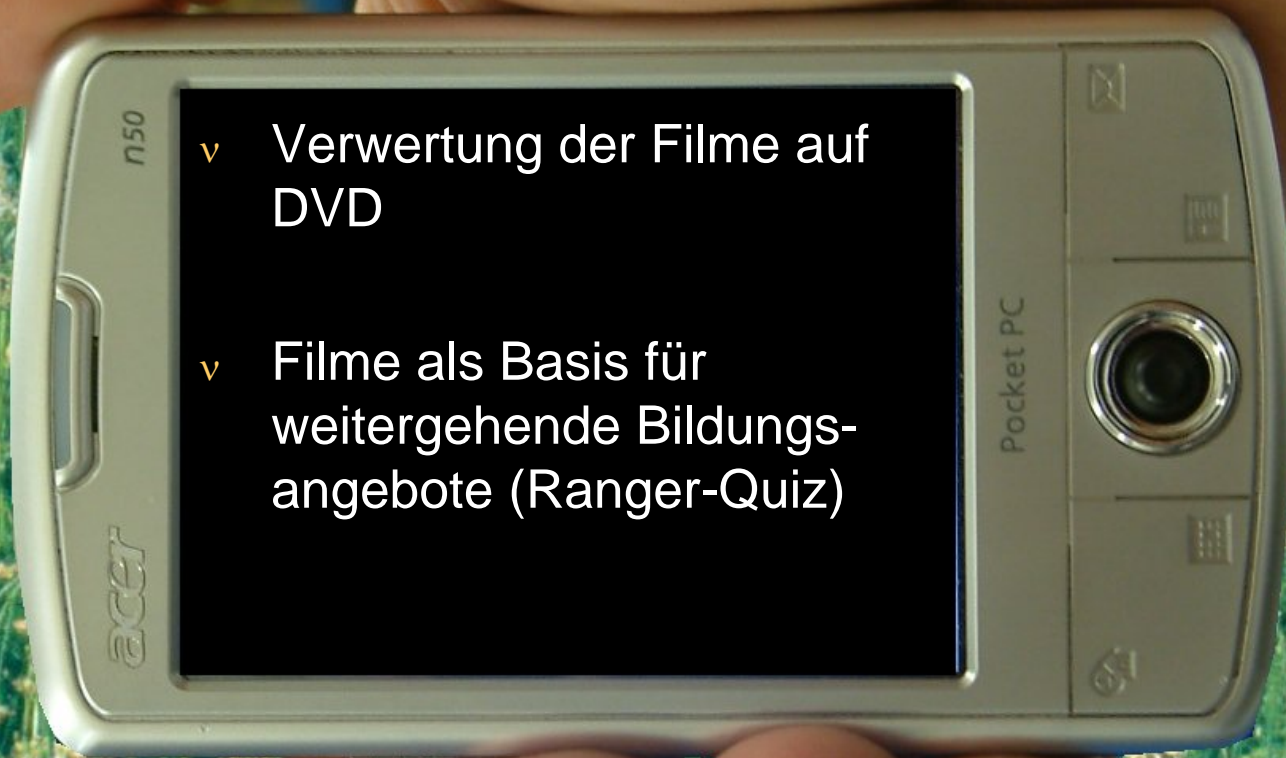 n50
ν Verwertung der Filme auf
DVD
ν Filme als Basis für
weitergehende Bildungs-
angebote (Ranger-Quiz)
acer
Pocket PC